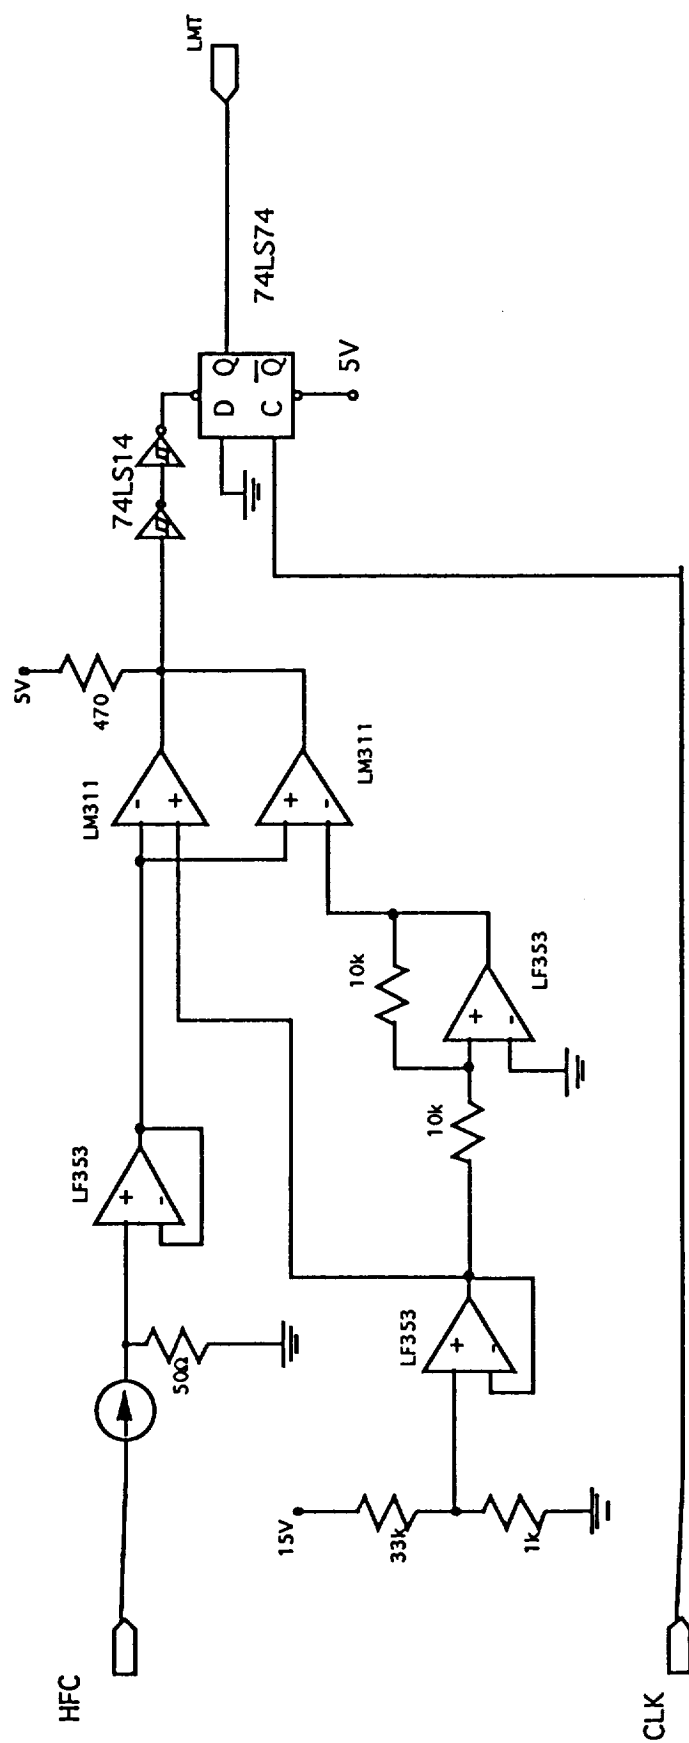 LMT
74LS74
5V
D Q
C Q̅
74LS14
5V
470
LM311
-
+
LM311
+
-
10k
LF353
+
-
10k
LF353
+
-
50Ω
LF353
+
-
15V
33k
1k
HFC
CLK